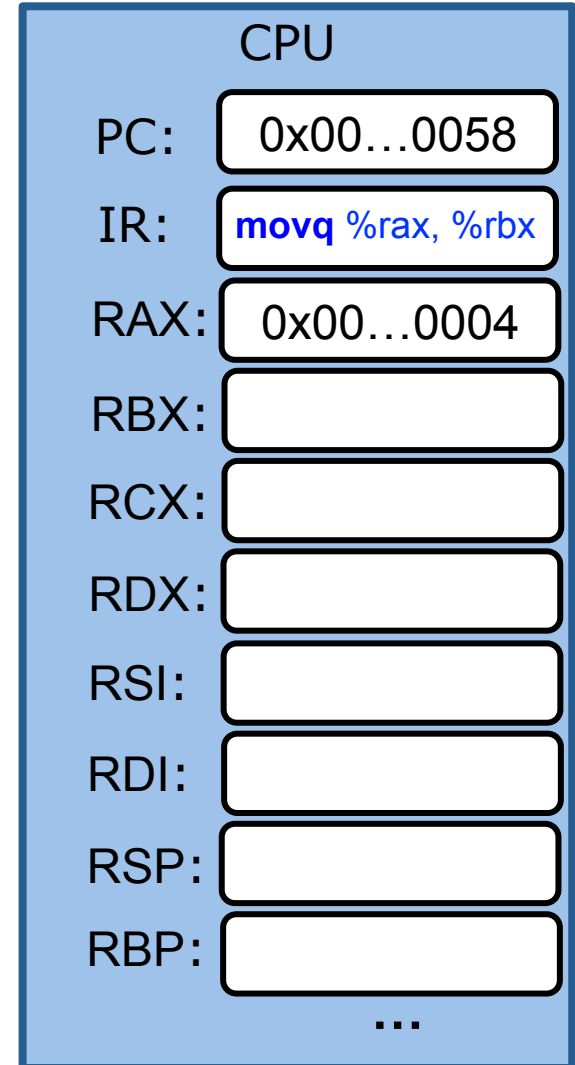 CPU
PC: 0x00…0058
IR: movq %rax, %rbx
RAX: 0x00…0004
RBX:
RCX:
RDX:
RSI:
RDI:
RSP:
RBP:
…